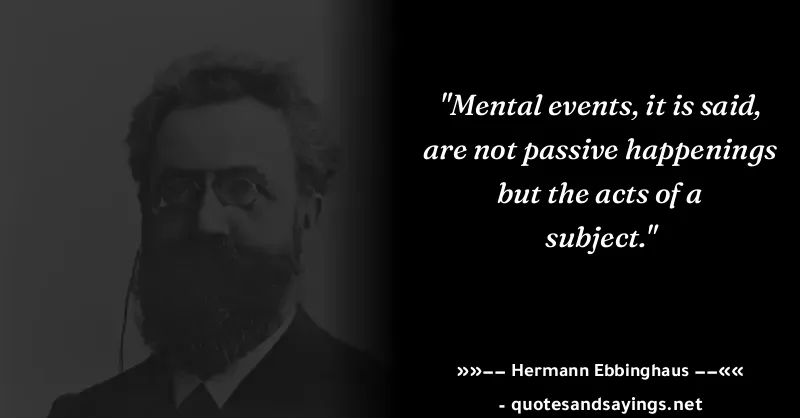 "Mental events, it is said,
are not passive happenings
but the acts of a
subject."
»»−− Hermann Ebbinghaus −−««
- quotesandsayings.net